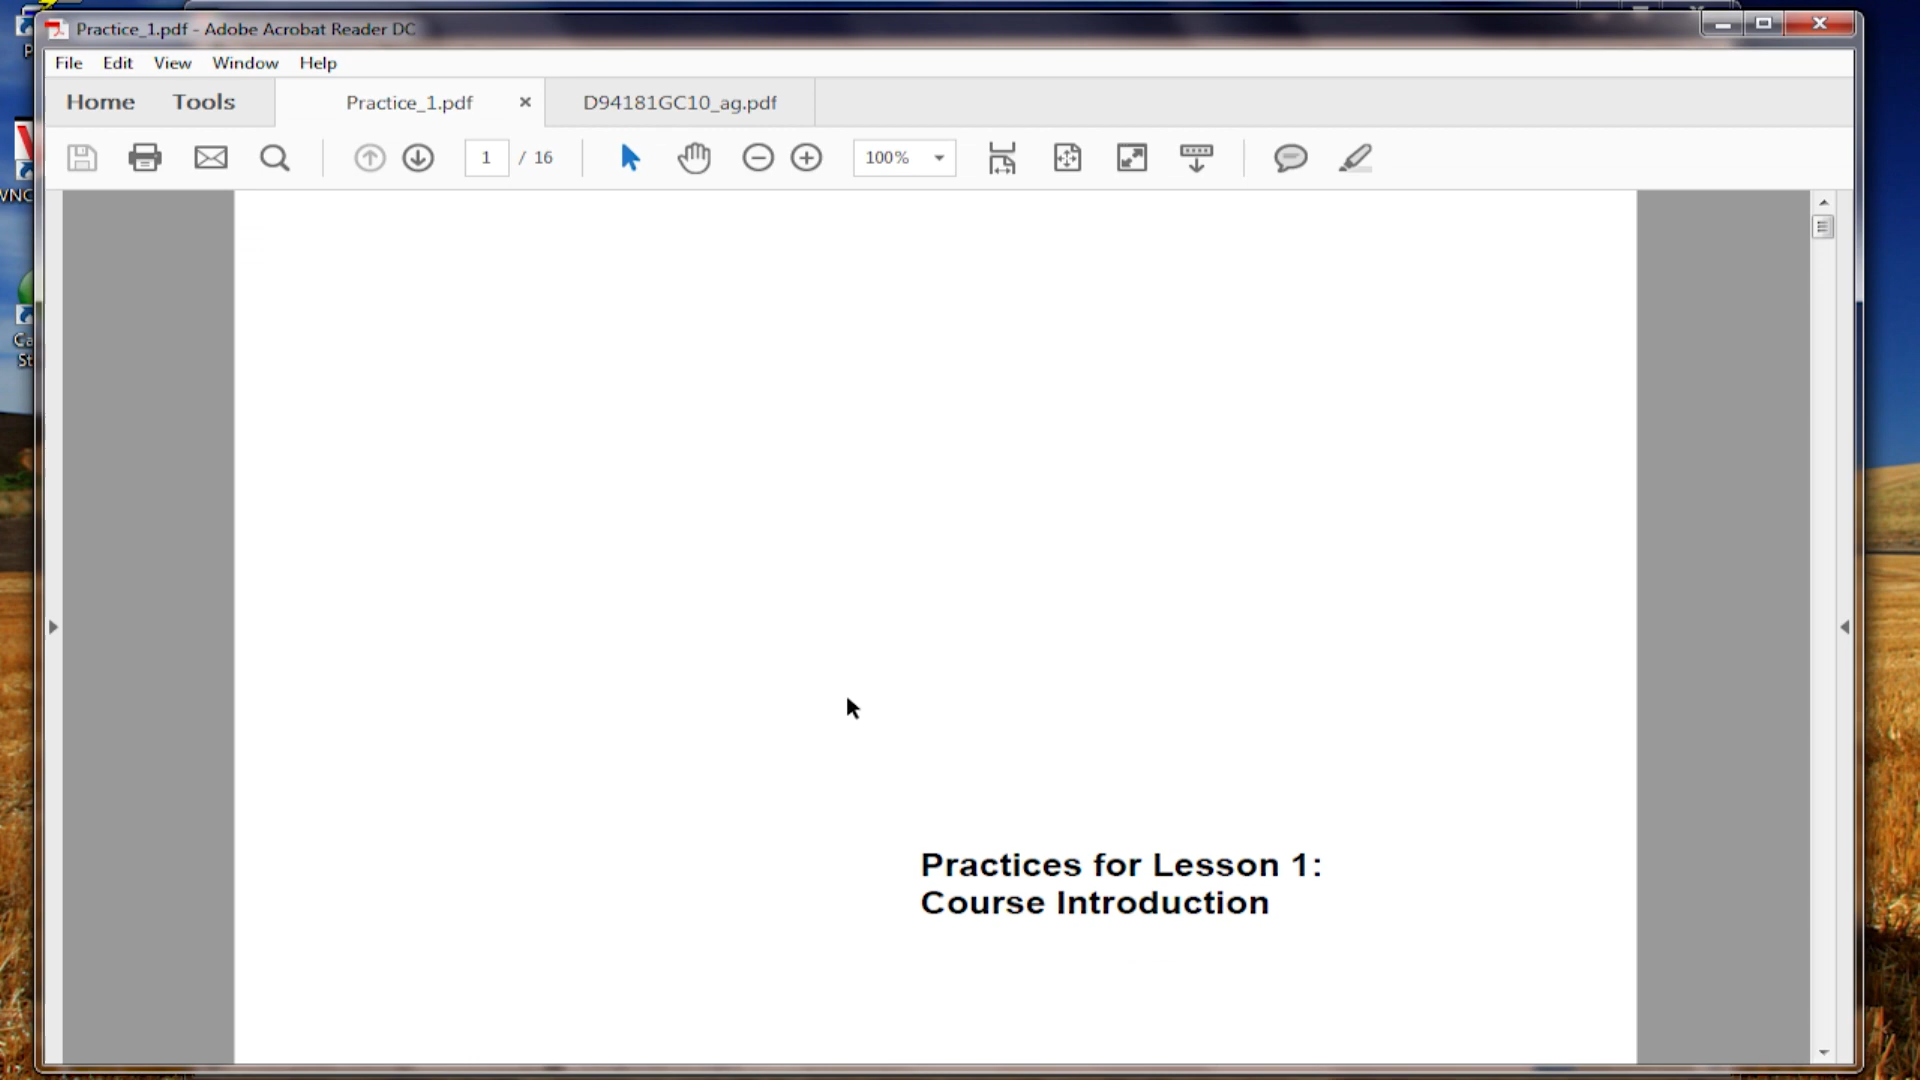 Practice_1.pdf - Adobe Acrobat Reader DC
File Edit View Window Help
Home Tools Practice_1.pdf × D94181GC10_ag.pdf
1 / 16 100%
Practices for Lesson 1:
Course Introduction